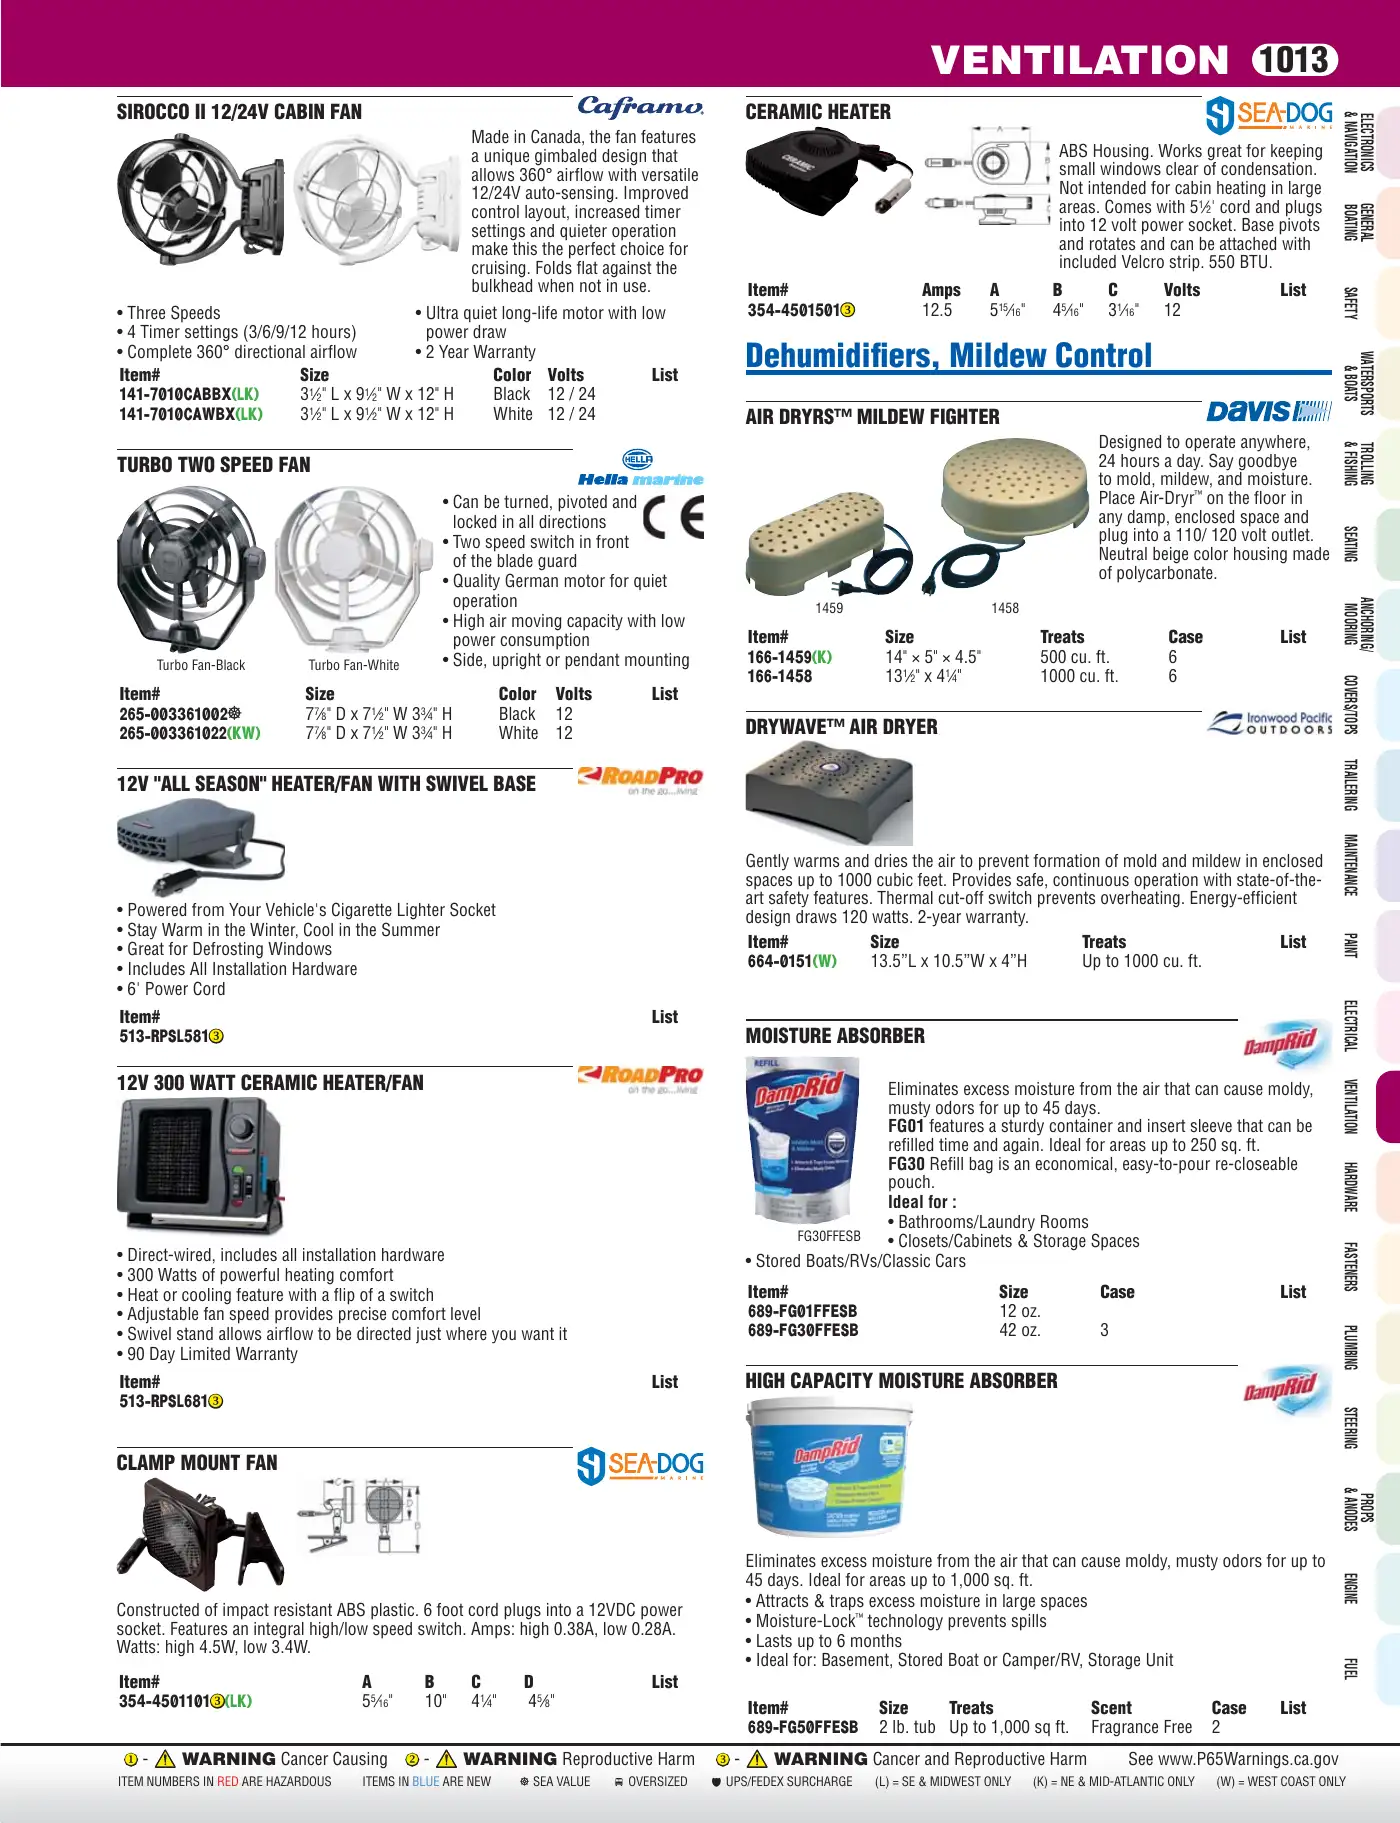 VENTILATION 1013
SIROCCO II 12/24V CABIN FAN
Caframo
Made in Canada, the fan features
a unique gimbaled design that
allows 360° airflow with versatile
12/24V auto-sensing. Improved
control layout, increased timer
settings and quieter operation
make this the perfect choice for
cruising. Folds flat against the
bulkhead when not in use.
• Three Speeds
• 4 Timer settings (3/6/9/12 hours)
• Complete 360° directional airflow
• Ultra quiet long-life motor with low
power draw
• 2 Year Warranty
Item# Size Color Volts List
141-7010CABBX(LK) 3½" L x 9½" W x 12" H Black 12 / 24
141-7010CAWBX(LK) 3½" L x 9½" W x 12" H White 12 / 24
TURBO TWO SPEED FAN
HELLA
Hella marine
• Can be turned, pivoted and
locked in all directions
• Two speed switch in front
of the blade guard
• Quality German motor for quiet
operation
• High air moving capacity with low
power consumption
• Side, upright or pendant mounting
CE
Turbo Fan-Black Turbo Fan-White
Item# Size Color Volts List
265-003361002☸ 7⅞" D x 7½" W 3¾" H Black 12
265-003361022(KW) 7⅞" D x 7½" W 3¾" H White 12
12V "ALL SEASON" HEATER/FAN WITH SWIVEL BASE
ROADPRO
on the go...living
• Powered from Your Vehicle's Cigarette Lighter Socket
• Stay Warm in the Winter, Cool in the Summer
• Great for Defrosting Windows
• Includes All Installation Hardware
• 6' Power Cord
Item# List
513-RPSL581③
12V 300 WATT CERAMIC HEATER/FAN
ROADPRO
on the go...living
• Direct-wired, includes all installation hardware
• 300 Watts of powerful heating comfort
• Heat or cooling feature with a flip of a switch
• Adjustable fan speed provides precise comfort level
• Swivel stand allows airflow to be directed just where you want it
• 90 Day Limited Warranty
Item# List
513-RPSL681③
CLAMP MOUNT FAN
SEA-DOG
MARINE
Constructed of impact resistant ABS plastic. 6 foot cord plugs into a 12VDC power
socket. Features an integral high/low speed switch. Amps: high 0.38A, low 0.28A.
Watts: high 4.5W, low 3.4W.
Item# A B C D List
354-4501101③(LK) 5⁵⁄₁₆" 10" 4¼" 4⅝"
CERAMIC HEATER
SEA-DOG
MARINE
CERAMIC
ABS Housing. Works great for keeping
small windows clear of condensation.
Not intended for cabin heating in large
areas. Comes with 5½' cord and plugs
into 12 volt power socket. Base pivots
and rotates and can be attached with
included Velcro strip. 550 BTU.
Item# Amps A B C Volts List
354-4501501③ 12.5 5¹⁵⁄₁₆" 4⁵⁄₁₆" 3¹⁄₁₆" 12
Dehumidifiers, Mildew Control
AIR DRYRS™ MILDEW FIGHTER
DAVIS
Designed to operate anywhere,
24 hours a day. Say goodbye
to mold, mildew, and moisture.
Place Air-Dryr™ on the floor in
any damp, enclosed space and
plug into a 110/ 120 volt outlet.
Neutral beige color housing made
of polycarbonate.
1459 1458
Item# Size Treats Case List
166-1459(K) 14" × 5" × 4.5" 500 cu. ft. 6
166-1458 13½" x 4¼" 1000 cu. ft. 6
DRYWAVE™ AIR DRYER
Ironwood Pacific
OUTDOORS
Gently warms and dries the air to prevent formation of mold and mildew in enclosed
spaces up to 1000 cubic feet. Provides safe, continuous operation with state-of-the-
art safety features. Thermal cut-off switch prevents overheating. Energy-efficient
design draws 120 watts. 2-year warranty.
Item# Size Treats List
664-0151(W) 13.5”L x 10.5”W x 4”H Up to 1000 cu. ft.
MOISTURE ABSORBER
DampRid
REFILL
DampRid
Eliminates excess moisture from the air that can cause moldy,
musty odors for up to 45 days.
FG01 features a sturdy container and insert sleeve that can be
refilled time and again. Ideal for areas up to 250 sq. ft.
FG30 Refill bag is an economical, easy-to-pour re-closeable
pouch.
Ideal for :
• Bathrooms/Laundry Rooms
• Closets/Cabinets & Storage Spaces
FG30FFESB
• Stored Boats/RVs/Classic Cars
Item# Size Case List
689-FG01FFESB 12 oz.
689-FG30FFESB 42 oz. 3
HIGH CAPACITY MOISTURE ABSORBER
DampRid
DampRid
Eliminates excess moisture from the air that can cause moldy, musty odors for up to
45 days. Ideal for areas up to 1,000 sq. ft.
• Attracts & traps excess moisture in large spaces
• Moisture-Lock™ technology prevents spills
• Lasts up to 6 months
• Ideal for: Basement, Stored Boat or Camper/RV, Storage Unit
Item# Size Treats Scent Case List
689-FG50FFESB 2 lb. tub Up to 1,000 sq ft. Fragrance Free 2
ELECTRONICS
& NAVIGATION
GENERAL
BOATING
SAFETY
WATERSPORTS
& BOATS
TROLLING
& FISHING
SEATING
ANCHORING/
MOORING
COVERS/TOPS
TRAILERING
MAINTENANCE
PAINT
ELECTRICAL
VENTILATION
HARDWARE
FASTENERS
PLUMBING
STEERING
PROPS
& ANODES
ENGINE
FUEL
① - ⚠ WARNING Cancer Causing ② - ⚠ WARNING Reproductive Harm ③ - ⚠ WARNING Cancer and Reproductive Harm See www.P65Warnings.ca.gov
ITEM NUMBERS IN RED ARE HAZARDOUS ITEMS IN BLUE ARE NEW ☸ SEA VALUE OVERSIZED UPS/FEDEX SURCHARGE (L) = SE & MIDWEST ONLY (K) = NE & MID-ATLANTIC ONLY (W) = WEST COAST ONLY